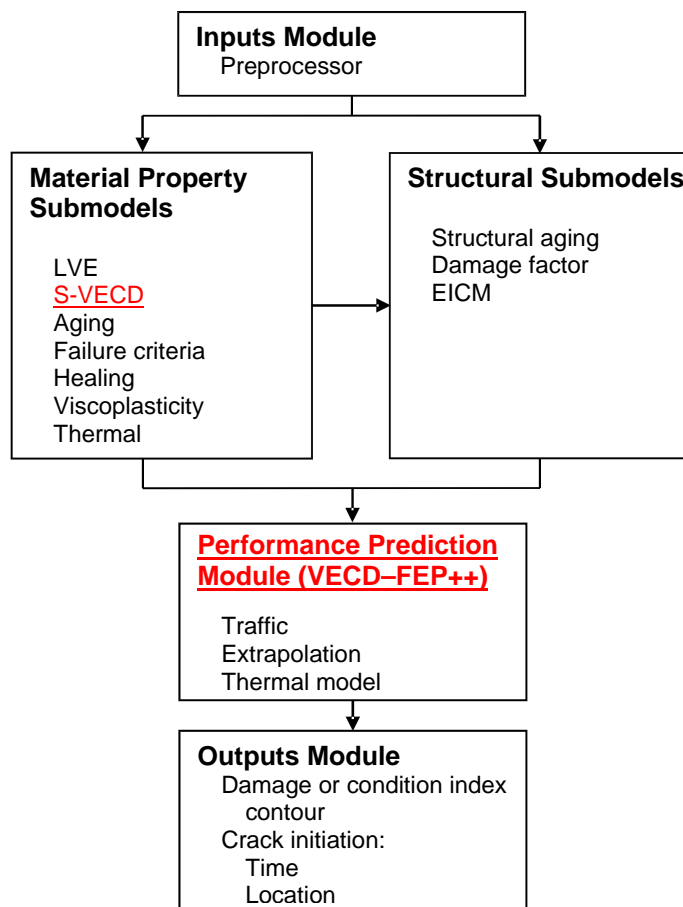 Inputs Module
Preprocessor
Material Property
Submodels
LVE
S-VECD
Aging
Failure criteria
Healing
Viscoplasticity
Thermal
Structural Submodels
Structural aging
Damage factor
EICM
Performance Prediction
Module (VECD–FEP++)
Traffic
Extrapolation
Thermal model
Outputs Module
Damage or condition index
contour
Crack initiation:
Time
Location